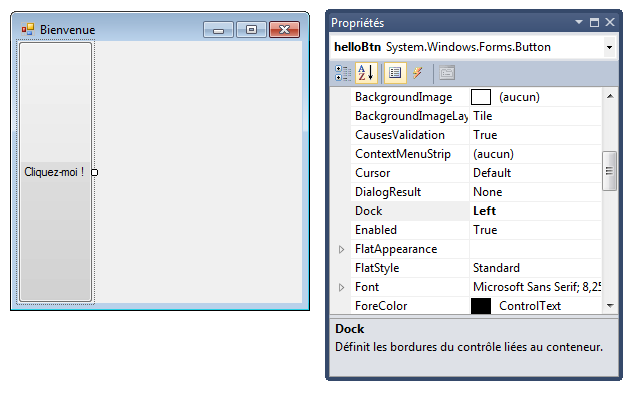 Bienvenue
Cliquez-moi !
Propriétés
helloBtn System.Windows.Forms.Button
A
Z
BackgroundImage (aucun)
BackgroundImageLay Tile
CausesValidation True
ContextMenuStrip (aucun)
Cursor Default
DialogResult None
Dock Left
Enabled True
FlatAppearance
FlatStyle Standard
Font Microsoft Sans Serif; 8,25
ForeColor ControlText
Dock
Définit les bordures du contrôle liées au conteneur.